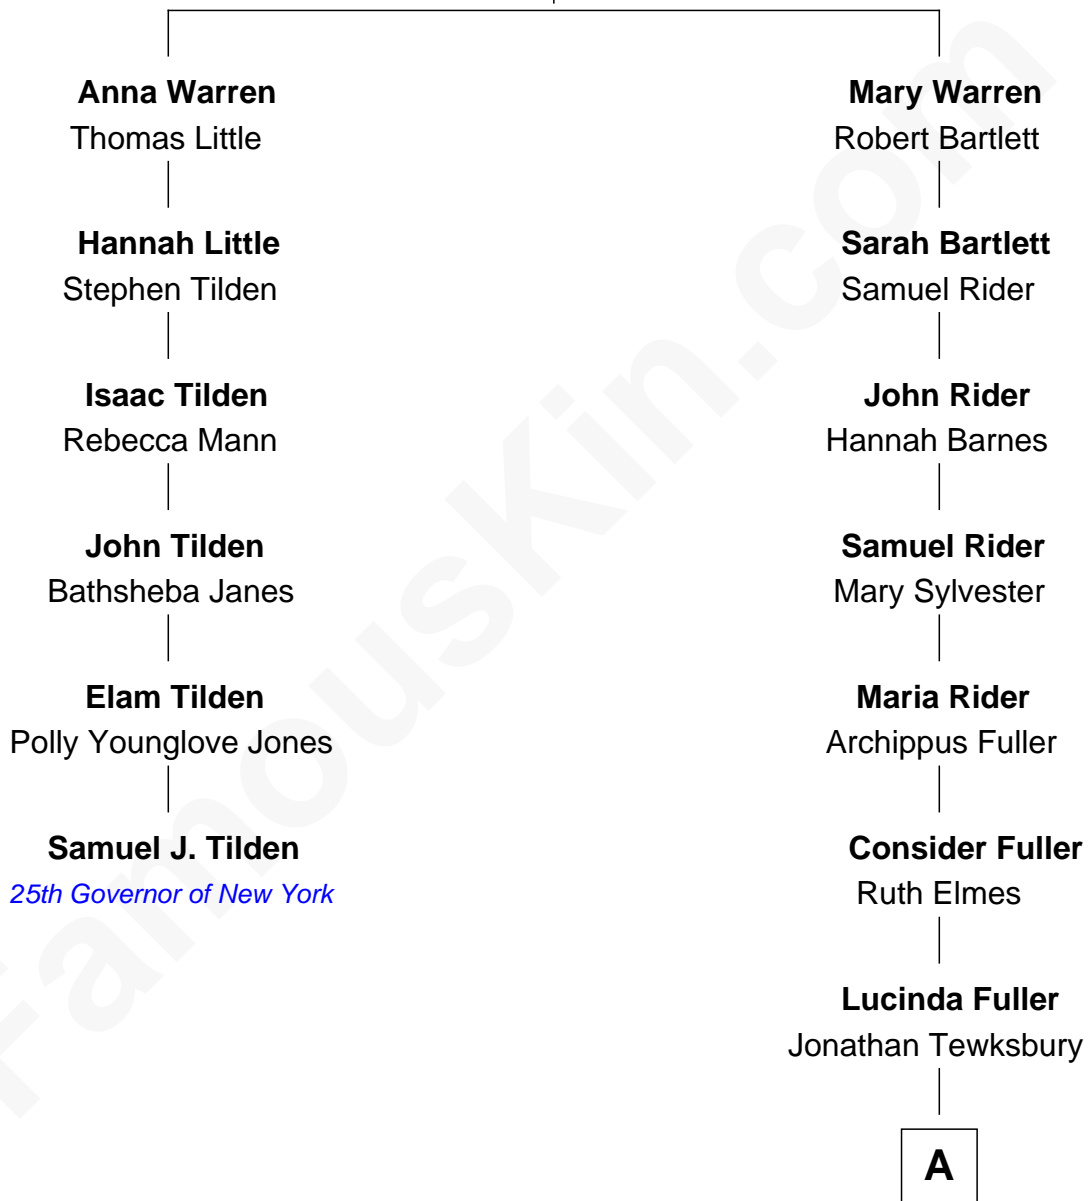 Anna Warren
Thomas Little
Hannah Little
Stephen Tilden
Isaac Tilden
Rebecca Mann
John Tilden
Bathsheba Janes
Elam Tilden
Polly Younglove Jones
Samuel J. Tilden
25th Governor of New York
Mary Warren
Robert Bartlett
Sarah Bartlett
Samuel Rider
John Rider
Hannah Barnes
Samuel Rider
Mary Sylvester
Maria Rider
Archippus Fuller
Consider Fuller
Ruth Elmes
Lucinda Fuller
Jonathan Tewksbury
A
FamousKin.com